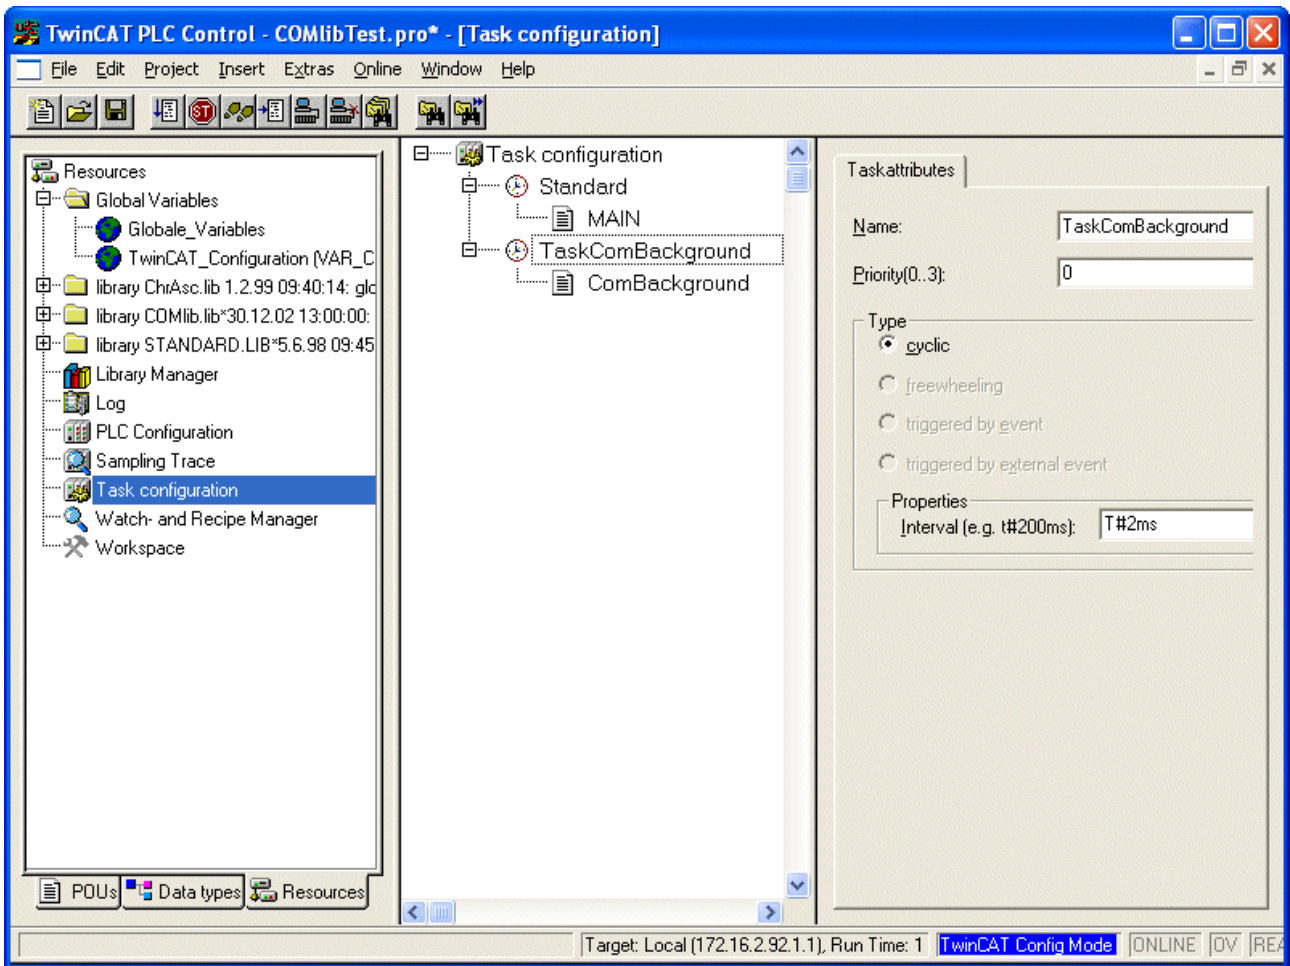 TwinCAT PLC Control - COMlibTest.pro* - [Task configuration]
File Edit Project Insert Extras Online Window Help
ST
Resources
Global Variables
Globale_Variables
TwinCAT_Configuration (VAR_C
library ChrAsc.lib 1.2.99 09:40:14: glo
library COMlib.lib*30.12.02 13:00:00:
library STANDARD.LIB*5.6.98 09:45
Library Manager
Log
PLC Configuration
Sampling Trace
Task configuration
Watch- and Recipe Manager
Workspace
POUs Data types Resources
Task configuration
Standard
MAIN
TaskComBackground
ComBackground
Taskattributes
Name: TaskComBackground
Priority(0..3): 0
Type
cyclic
freewheeling
triggered by event
triggered by external event
Properties
Interval (e.g. t#200ms): T#2ms
Target: Local (172.16.2.92.1.1), Run Time: 1 TwinCAT Config Mode ONLINE OV REA